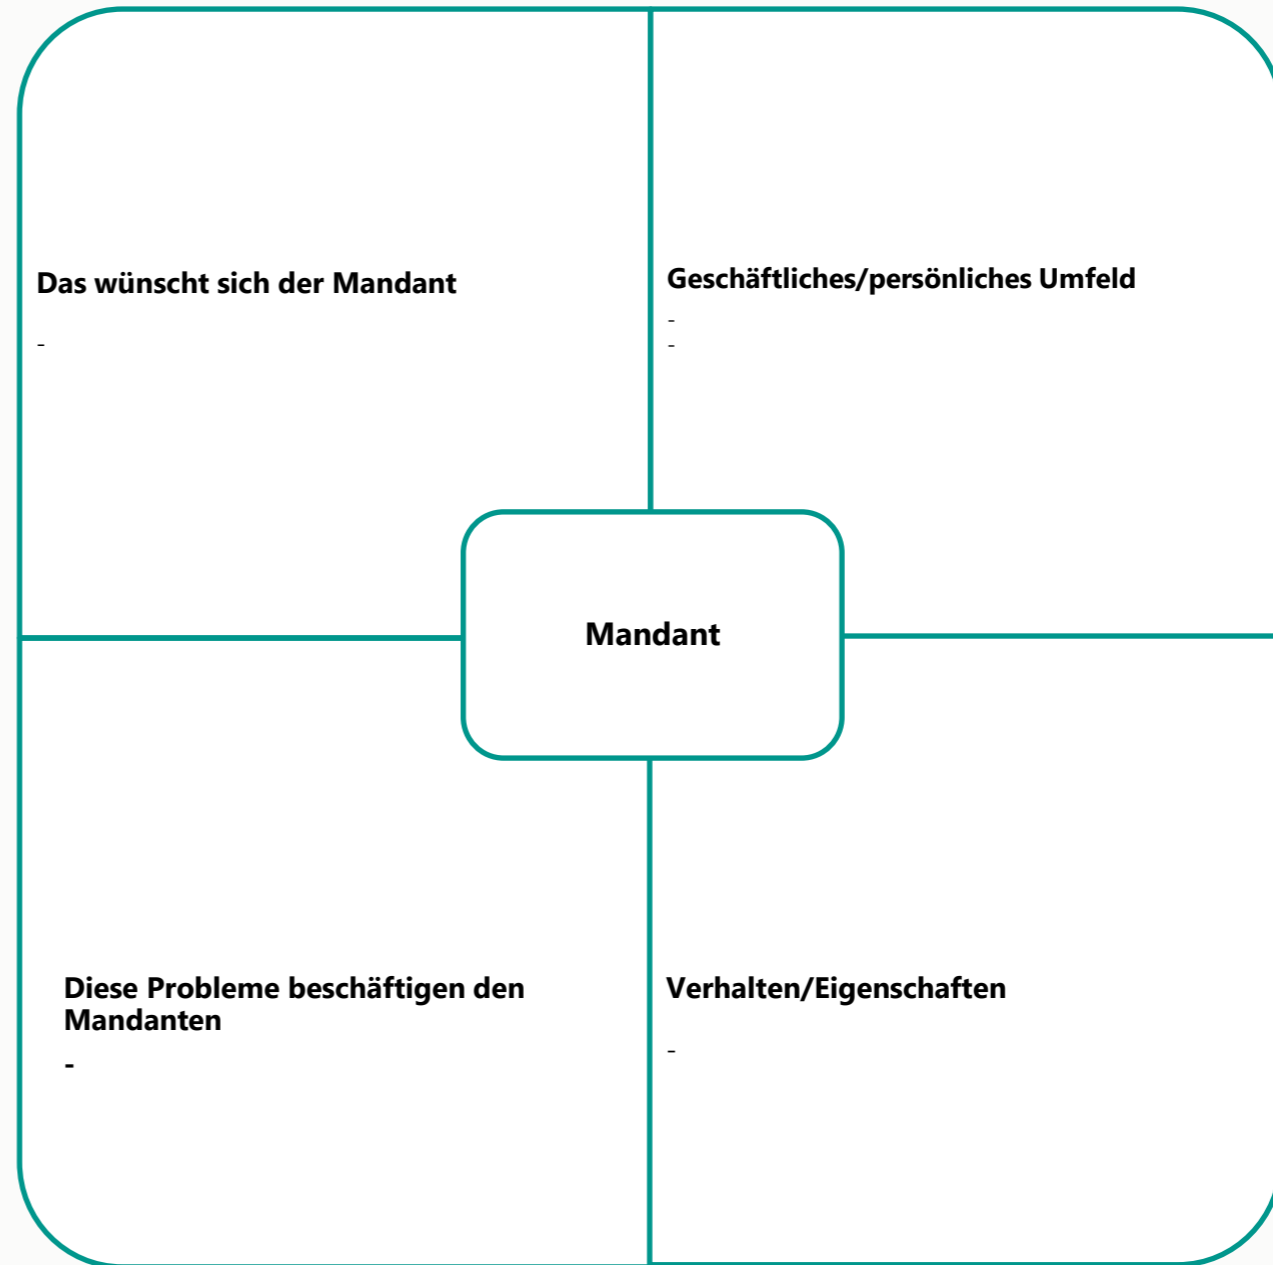 Das wünscht sich der Mandant
-
Geschäftliches/persönliches Umfeld
-
-
Mandant
Diese Probleme beschäftigen den
Mandanten
-
Verhalten/Eigenschaften
-